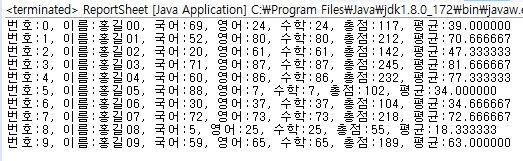 <terminated> ReportSheet [Java Application] C:₩Program Files₩Java₩jdk1.8.0_172₩bin₩javaw.e
번호:0, 이름:홍길00, 국어:69, 영어:24, 수학:24, 총점:117, 평균:39.000000
번호:1, 이름:홍길01, 국어:52, 영어:80, 수학:80, 총점:212, 평균:70.666667
번호:2, 이름:홍길02, 국어:20, 영어:61, 수학:61, 총점:142, 평균:47.333333
번호:3, 이름:홍길03, 국어:71, 영어:87, 수학:87, 총점:245, 평균:81.666667
번호:4, 이름:홍길04, 국어:60, 영어:86, 수학:86, 총점:232, 평균:77.333333
번호:5, 이름:홍길05, 국어:88, 영어:7, 수학:7, 총점:102, 평균:34.000000
번호:6, 이름:홍길06, 국어:30, 영어:37, 수학:37, 총점:104, 평균:34.666667
번호:7, 이름:홍길07, 국어:72, 영어:73, 수학:73, 총점:218, 평균:72.666667
번호:8, 이름:홍길08, 국어:5, 영어:25, 수학:25, 총점:55, 평균:18.333333
번호:9, 이름:홍길09, 국어:59, 영어:65, 수학:65, 총점:189, 평균:63.000000